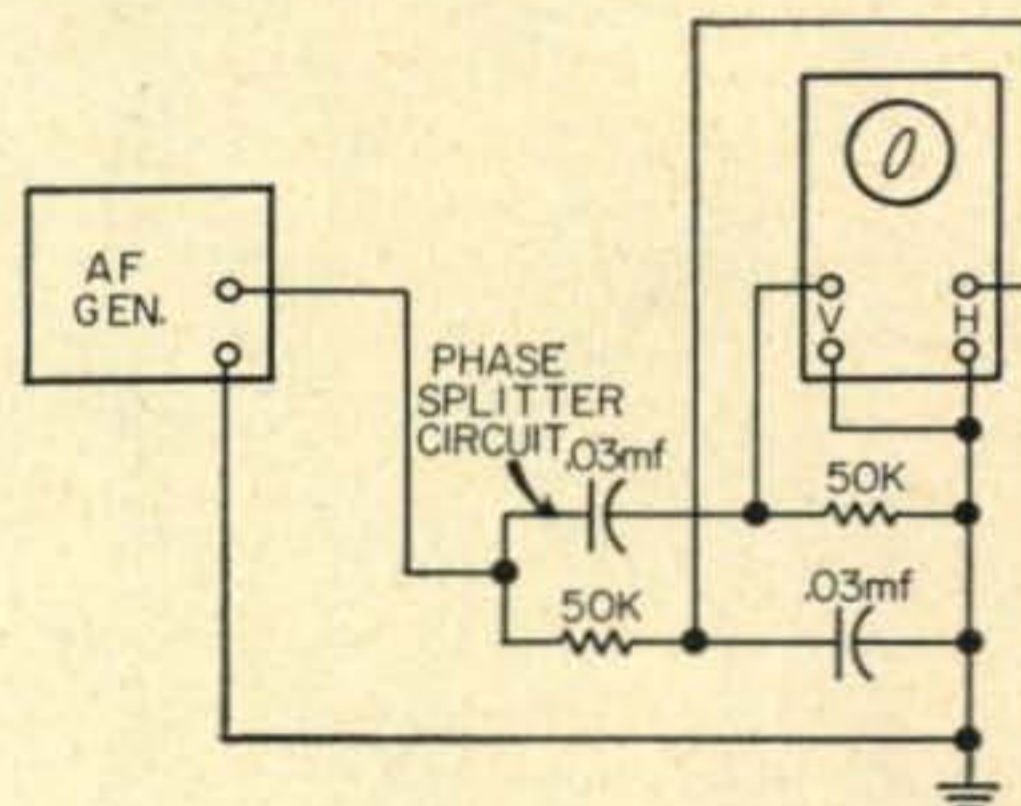 AF
GEN.
PHASE
SPLITTER
CIRCUIT
.03mf
50K
V
H
50K
.03mf